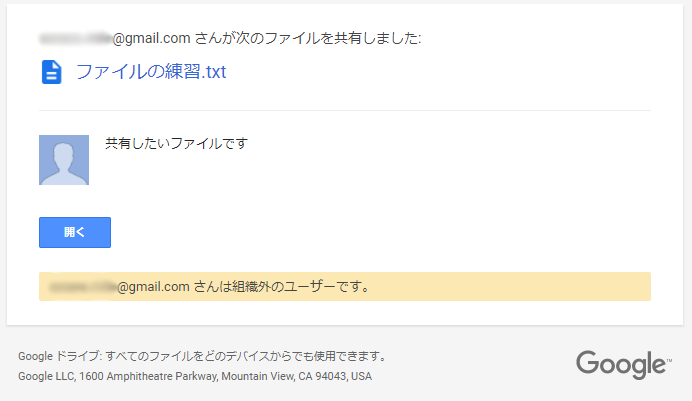 @gmail.com さんが次のファイルを共有しました:
ファイルの練習.txt
共有したいファイルです
開く
@gmail.com さんは組織外のユーザーです。
Google ドライブ: すべてのファイルをどのデバイスからでも使用できます。
Google LLC, 1600 Amphitheatre Parkway, Mountain View, CA 94043, USA
Google™